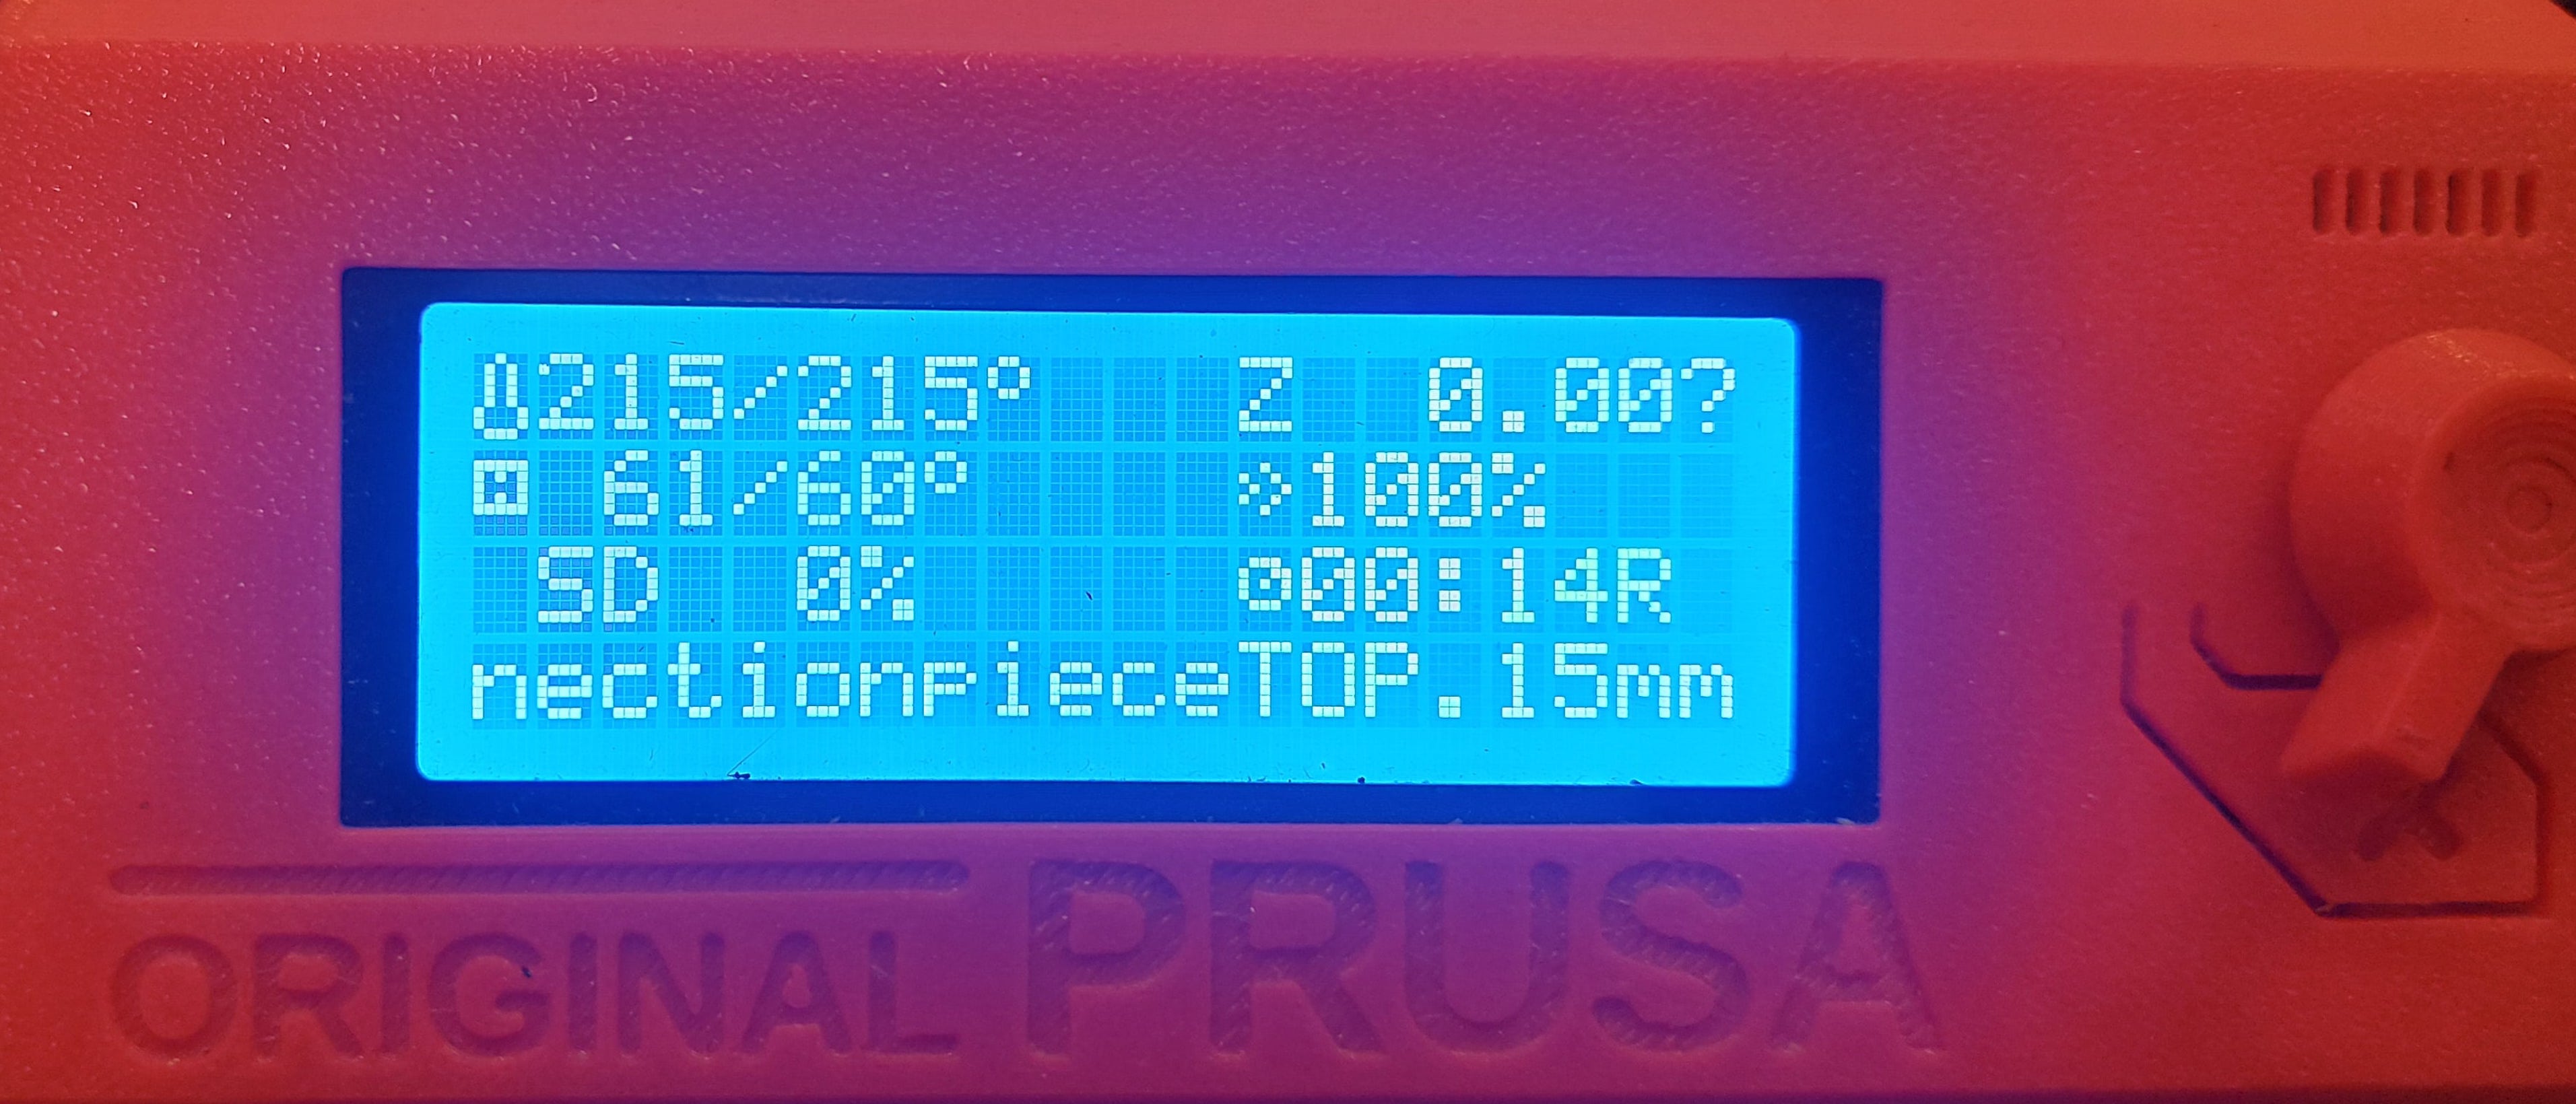 215/215° Z 0.00?
61/60° 100%
SD 0% 00:14R
nectionpieceTOP.15mm
ORIGINAL PRUSA